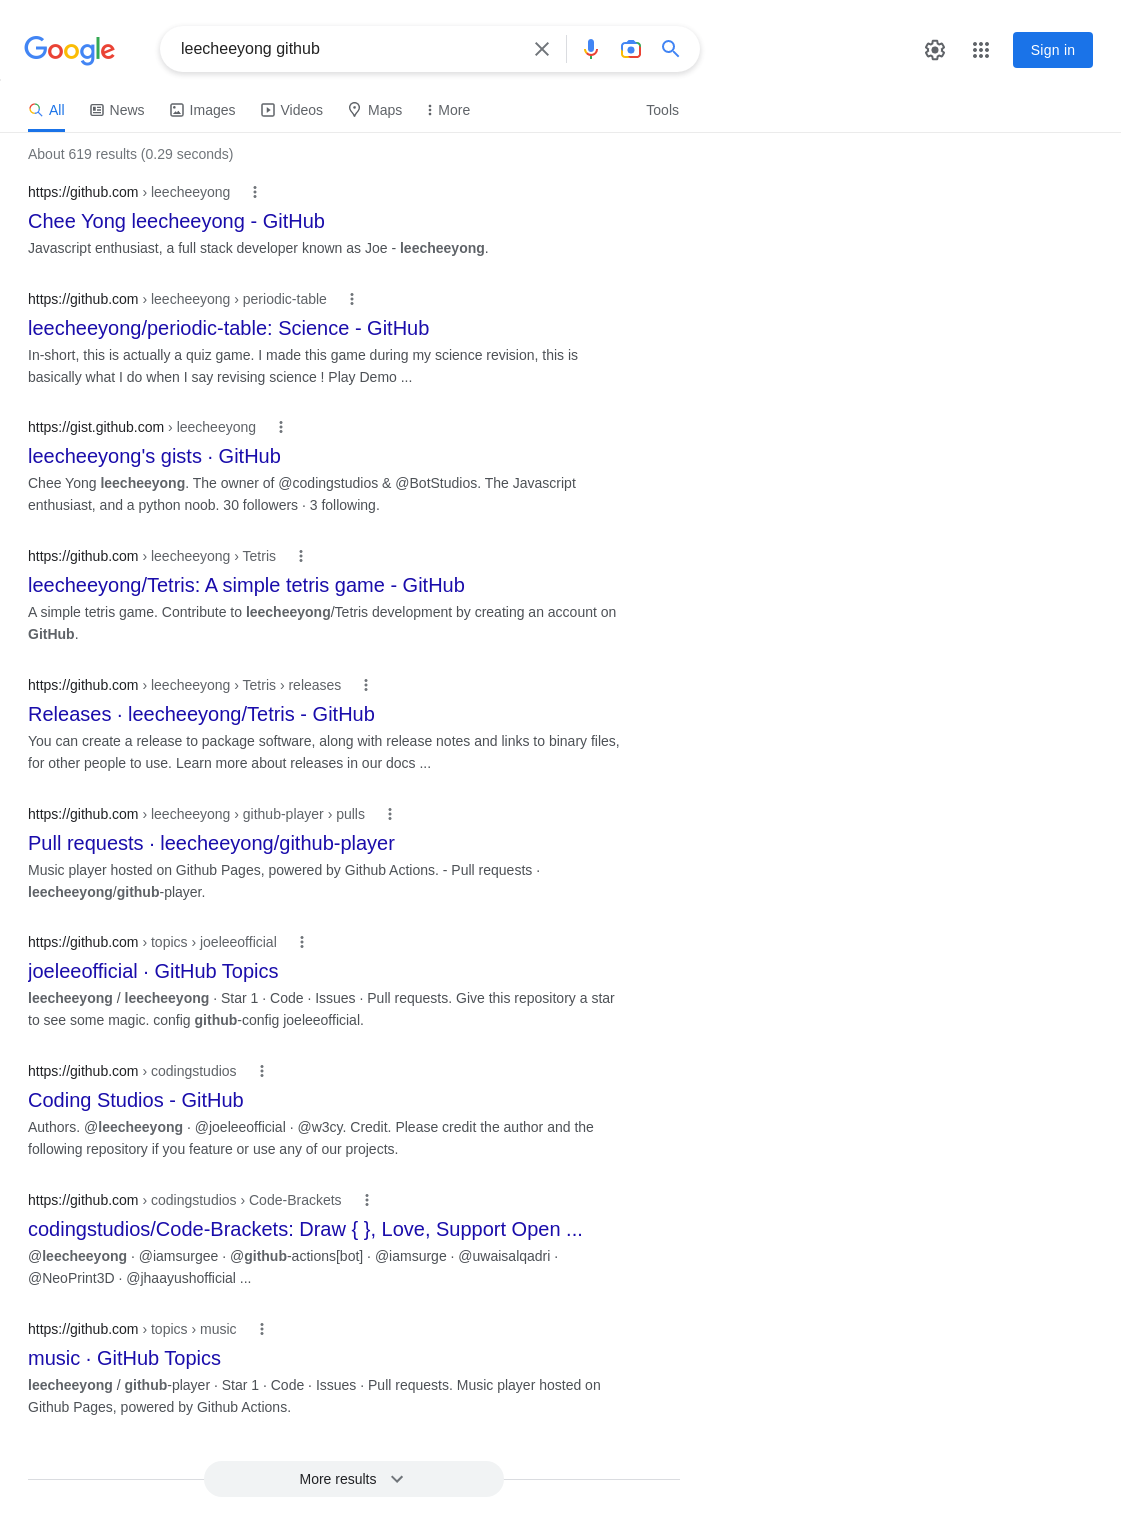 Google
leecheeyong github
Sign in
All
News
Images
Videos
Maps
More
Tools
About 619 results (0.29 seconds)
https://github.com › leecheeyong
Chee Yong leecheeyong - GitHub
Javascript enthusiast, a full stack developer known as Joe - leecheeyong.
https://github.com › leecheeyong › periodic-table
leecheeyong/periodic-table: Science - GitHub
In-short, this is actually a quiz game. I made this game during my science revision, this is
basically what I do when I say revising science ! Play Demo ...
https://gist.github.com › leecheeyong
leecheeyong's gists · GitHub
Chee Yong leecheeyong. The owner of @codingstudios & @BotStudios. The Javascript
enthusiast, and a python noob. 30 followers · 3 following.
https://github.com › leecheeyong › Tetris
leecheeyong/Tetris: A simple tetris game - GitHub
A simple tetris game. Contribute to leecheeyong/Tetris development by creating an account on
GitHub.
https://github.com › leecheeyong › Tetris › releases
Releases · leecheeyong/Tetris - GitHub
You can create a release to package software, along with release notes and links to binary files,
for other people to use. Learn more about releases in our docs ...
https://github.com › leecheeyong › github-player › pulls
Pull requests · leecheeyong/github-player
Music player hosted on Github Pages, powered by Github Actions. - Pull requests ·
leecheeyong/github-player.
https://github.com › topics › joeleeofficial
joeleeofficial · GitHub Topics
leecheeyong / leecheeyong · Star 1 · Code · Issues · Pull requests. Give this repository a star
to see some magic. config github-config joeleeofficial.
https://github.com › codingstudios
Coding Studios - GitHub
Authors. @leecheeyong · @joeleeofficial · @w3cy. Credit. Please credit the author and the
following repository if you feature or use any of our projects.
https://github.com › codingstudios › Code-Brackets
codingstudios/Code-Brackets: Draw { }, Love, Support Open ...
@leecheeyong · @iamsurgee · @github-actions[bot] · @iamsurge · @uwaisalqadri ·
@NeoPrint3D · @jhaayushofficial ...
https://github.com › topics › music
music · GitHub Topics
leecheeyong / github-player · Star 1 · Code · Issues · Pull requests. Music player hosted on
Github Pages, powered by Github Actions.
More results